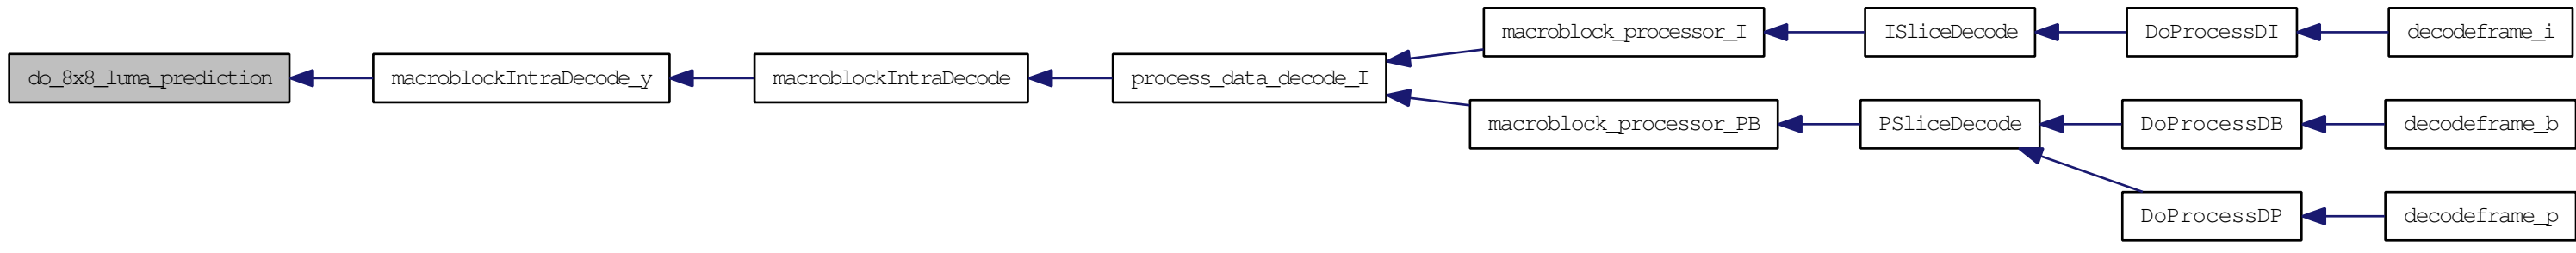 do_8x8_luma_prediction
macroblockIntraDecode_y
macroblockIntraDecode
process_data_decode_I
macroblock_processor_I
ISliceDecode
DoProcessDI
decodeframe_i
macroblock_processor_PB
PSliceDecode
DoProcessDB
decodeframe_b
DoProcessDP
decodeframe_p